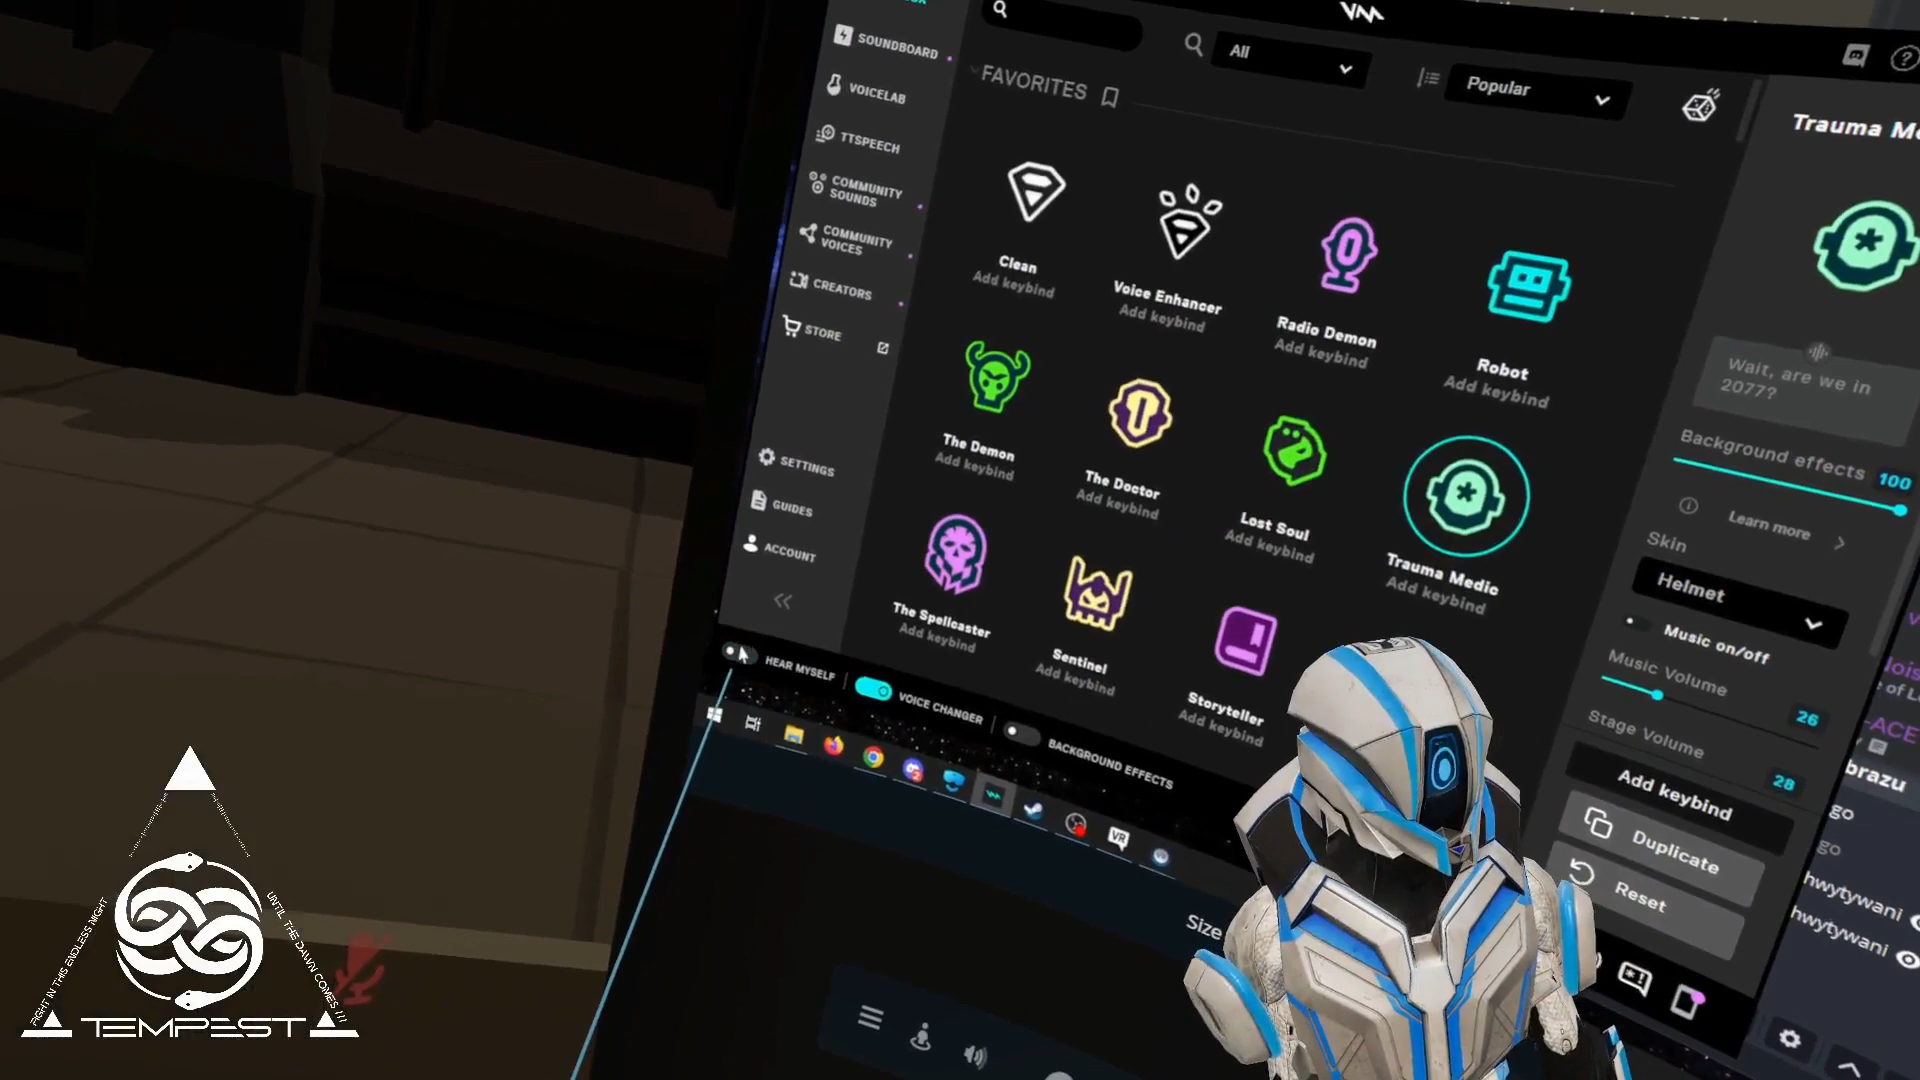 SOUNDBOARD
VOICELAB
TTSPEECH
COMMUNITY
SOUNDS
COMMUNITY
VOICES
CREATORS
STORE
SETTINGS
GUIDES
ACCOUNT
All
Popular
FAVORITES
Clean
Add keybind
Voice Enhancer
Add keybind
Radio Demon
Add keybind
Robot
Add keybind
The Demon
Add keybind
The Doctor
Add keybind
Lost Soul
Add keybind
Trauma Medic
Add keybind
The Spellcaster
Add keybind
Sentinel
Add keybind
Storyteller
Add keybind
Trauma Me
Wait, are we in
2077?
Background effects 100
Learn more
Skin
Helmet
Music on/off
Music Volume
26
Stage Volume
28
Add keybind
Duplicate
Reset
HEAR MYSELF
VOICE CHANGER
BACKGROUND EFFECTS
VR
Size
-ACE
brazu
go
go
hwytywani
hwytywani
FIGHT IN THIS ENDLESS NIGHT
UNTIL THE DAWN COMES ///
TEMPEST